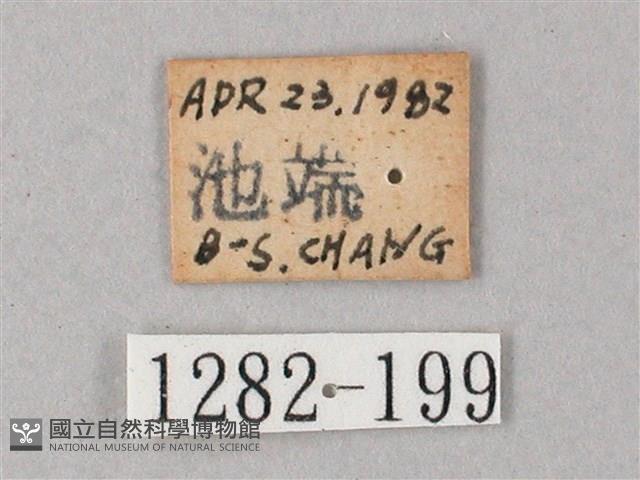 APR 23.1982
池端
B-S.CHANG
1282-199
國立自然科學博物館
NATIONAL MUSEUM OF NATURAL SCIENCE